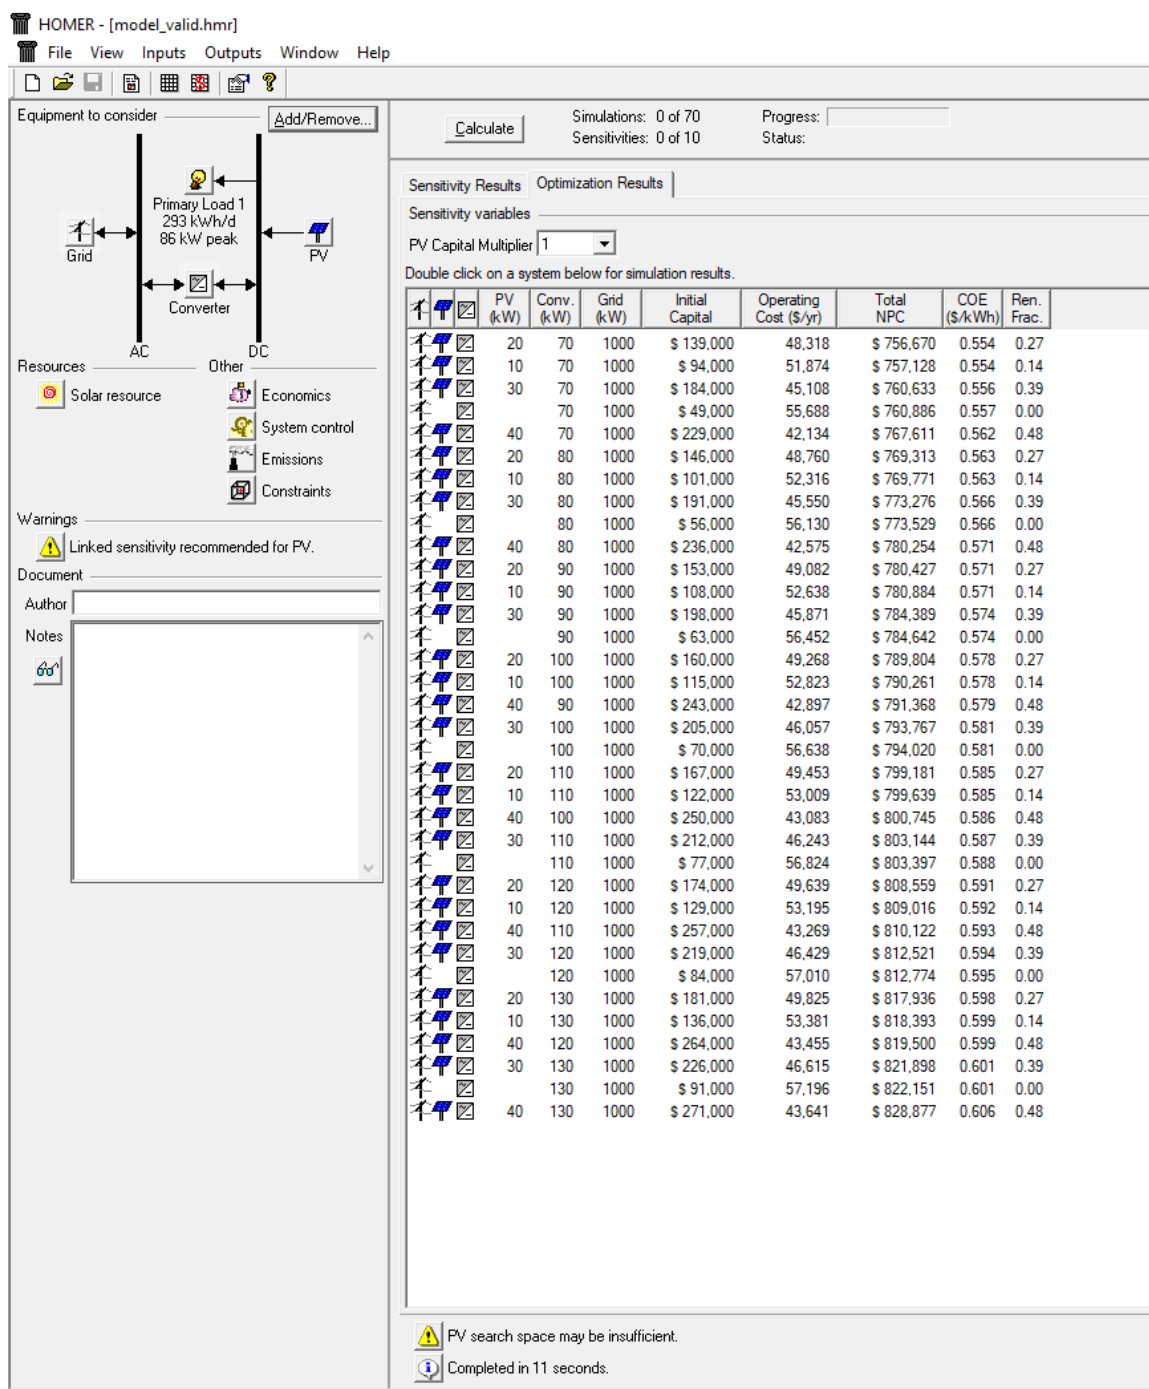 HOMER - [model_valid.hmr]
File View Inputs Outputs Window Help
Equipment to consider
Add/Remove...
Primary Load 1
293 kWh/d
86 kW peak
Grid
PV
Converter
AC DC
Resources Other
Solar resource
Economics
System control
Emissions
Constraints
Warnings
Linked sensitivity recommended for PV.
Document
Author
Notes
Calculate
Simulations: 0 of 70 Progress:
Sensitivities: 0 of 10 Status:
Sensitivity Results Optimization Results
Sensitivity variables
PV Capital Multiplier 1
Double click on a system below for simulation results.
PV (kW) Conv. (kW) Grid (kW) Initial Capital Operating Cost ($/yr) Total NPC COE ($/kWh) Ren. Frac.
20 70 1000 $ 139,000 48,318 $ 756,670 0.554 0.27
10 70 1000 $ 94,000 51,874 $ 757,128 0.554 0.14
30 70 1000 $ 184,000 45,108 $ 760,633 0.556 0.39
70 1000 $ 49,000 55,688 $ 760,886 0.557 0.00
40 70 1000 $ 229,000 42,134 $ 767,611 0.562 0.48
20 80 1000 $ 146,000 48,760 $ 769,313 0.563 0.27
10 80 1000 $ 101,000 52,316 $ 769,771 0.563 0.14
30 80 1000 $ 191,000 45,550 $ 773,276 0.566 0.39
80 1000 $ 56,000 56,130 $ 773,529 0.566 0.00
40 80 1000 $ 236,000 42,575 $ 780,254 0.571 0.48
20 90 1000 $ 153,000 49,082 $ 780,427 0.571 0.27
10 90 1000 $ 108,000 52,638 $ 780,884 0.571 0.14
30 90 1000 $ 198,000 45,871 $ 784,389 0.574 0.39
90 1000 $ 63,000 56,452 $ 784,642 0.574 0.00
20 100 1000 $ 160,000 49,268 $ 789,804 0.578 0.27
10 100 1000 $ 115,000 52,823 $ 790,261 0.578 0.14
40 90 1000 $ 243,000 42,897 $ 791,368 0.579 0.48
30 100 1000 $ 205,000 46,057 $ 793,767 0.581 0.39
100 1000 $ 70,000 56,638 $ 794,020 0.581 0.00
20 110 1000 $ 167,000 49,453 $ 799,181 0.585 0.27
10 110 1000 $ 122,000 53,009 $ 799,639 0.585 0.14
40 100 1000 $ 250,000 43,083 $ 800,745 0.586 0.48
30 110 1000 $ 212,000 46,243 $ 803,144 0.587 0.39
110 1000 $ 77,000 56,824 $ 803,397 0.588 0.00
20 120 1000 $ 174,000 49,639 $ 808,559 0.591 0.27
10 120 1000 $ 129,000 53,195 $ 809,016 0.592 0.14
40 110 1000 $ 257,000 43,269 $ 810,122 0.593 0.48
30 120 1000 $ 219,000 46,429 $ 812,521 0.594 0.39
120 1000 $ 84,000 57,010 $ 812,774 0.595 0.00
20 130 1000 $ 181,000 49,825 $ 817,936 0.598 0.27
10 130 1000 $ 136,000 53,381 $ 818,393 0.599 0.14
40 120 1000 $ 264,000 43,455 $ 819,500 0.599 0.48
30 130 1000 $ 226,000 46,615 $ 821,898 0.601 0.39
130 1000 $ 91,000 57,196 $ 822,151 0.601 0.00
40 130 1000 $ 271,000 43,641 $ 828,877 0.606 0.48
PV search space may be insufficient.
Completed in 11 seconds.